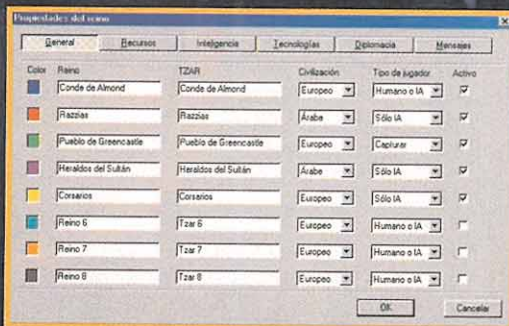 Propiedades del reino
General Recursos Inteligencia Tecnologías Diplomacia Mensajes
Color Reino TZAR Civilización Tipo de jugador Activo
Conde de Almond Conde de Almond Europeo Humano o IA
Razzias Razzias Árabe Sólo IA
Pueblo de Greencastle Pueblo de Greencastle Europeo Capturar
Heraldos del Sultán Heraldos del Sultán Árabe Sólo IA
Corsarios Corsarios Europeo Sólo IA
Reino 6 Tzar 6 Europeo Humano o IA
Reino 7 Tzar 7 Europeo Humano o IA
Reino 8 Tzar 8 Europeo Humano o IA
OK Cancelar